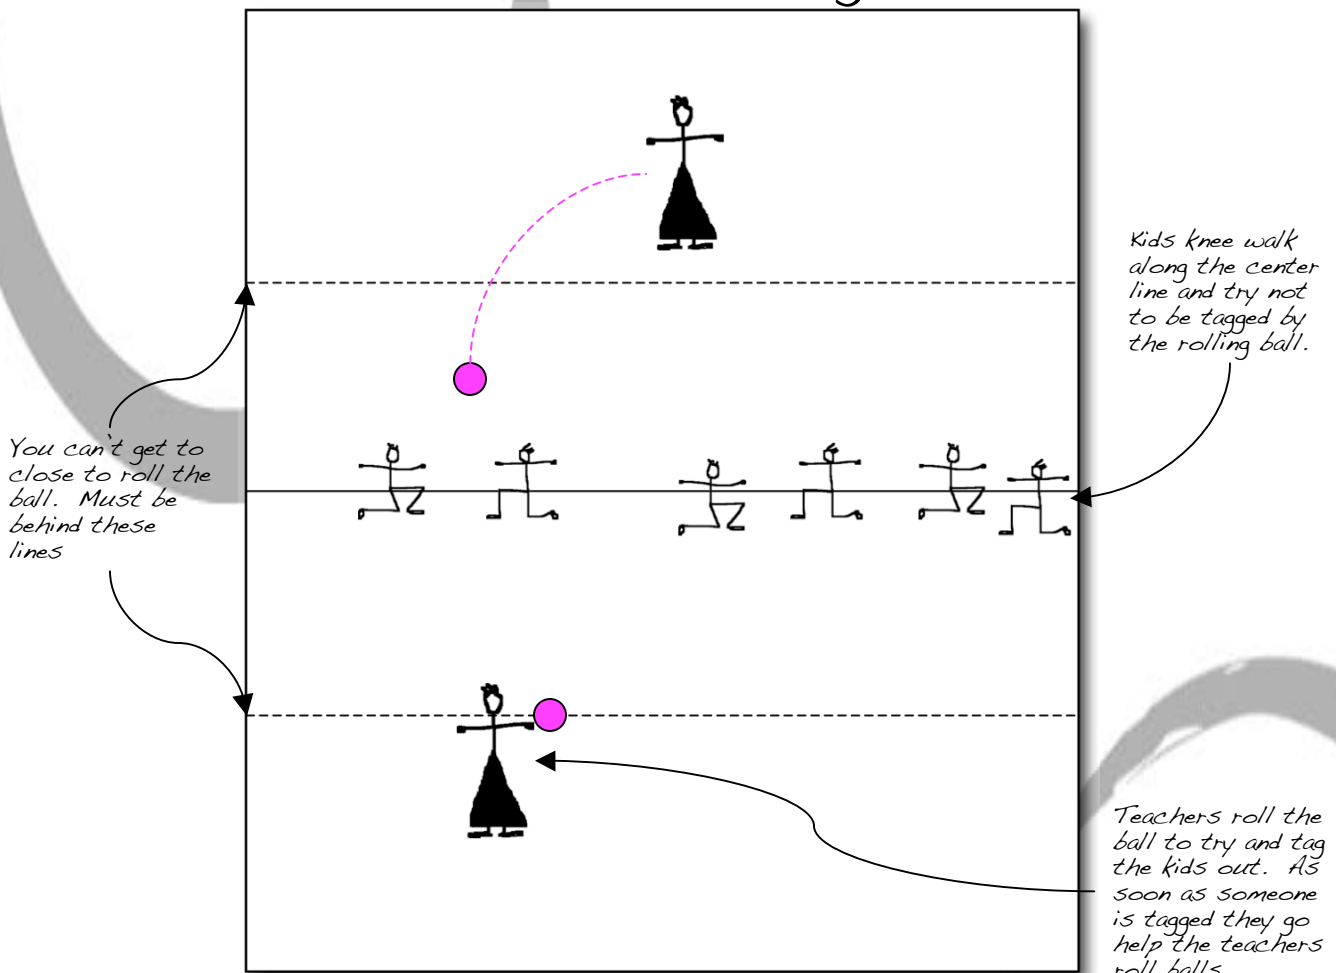 Kids knee walk
along the center
line and try not
to be tagged by
the rolling ball.
You can't get to
close to roll the
ball. Must be
behind these
lines
Teachers roll the
ball to try and tag
the kids out. As
soon as someone
is tagged they go
help the teachers
roll balls